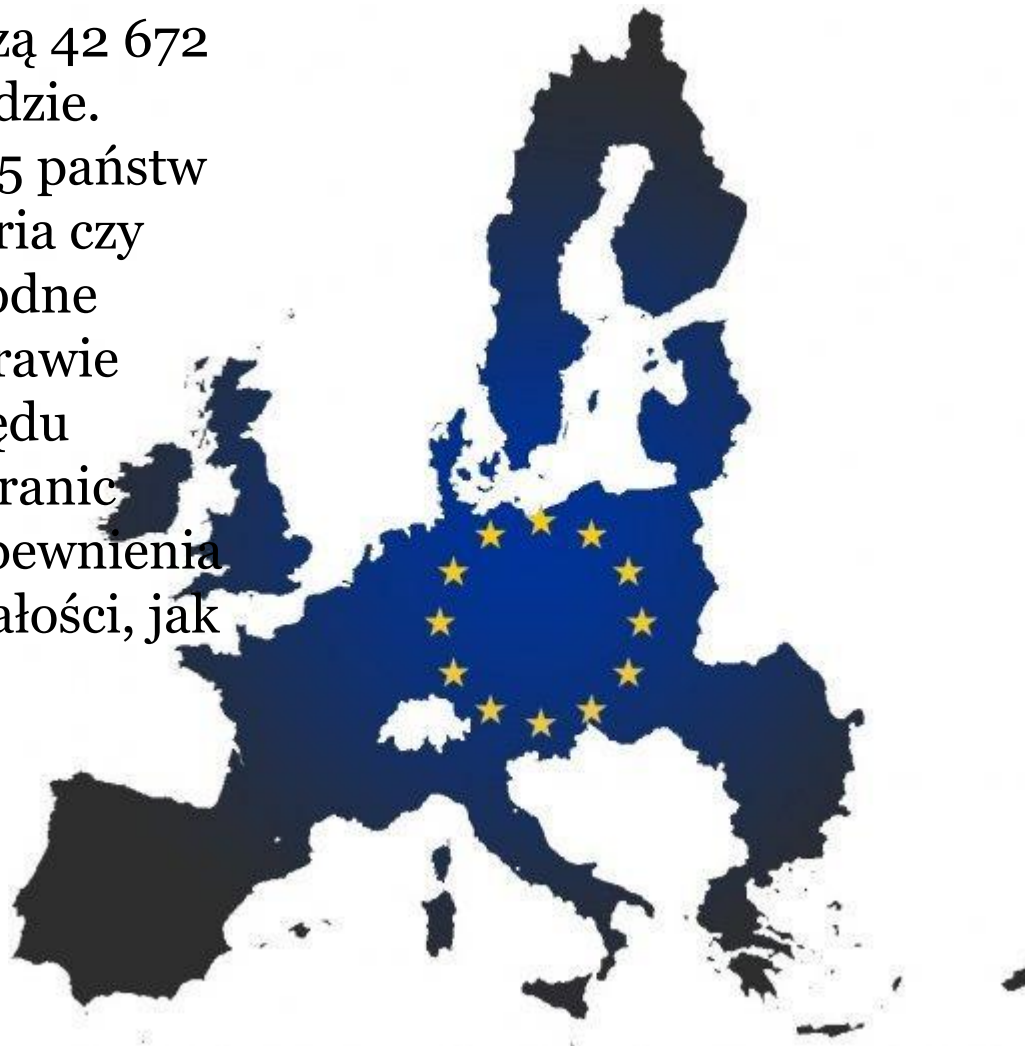 zą 42 672
dzie.
5 państw
ria czy
odne
rawie
ędu
ranic
pewnienia
ałości, jak